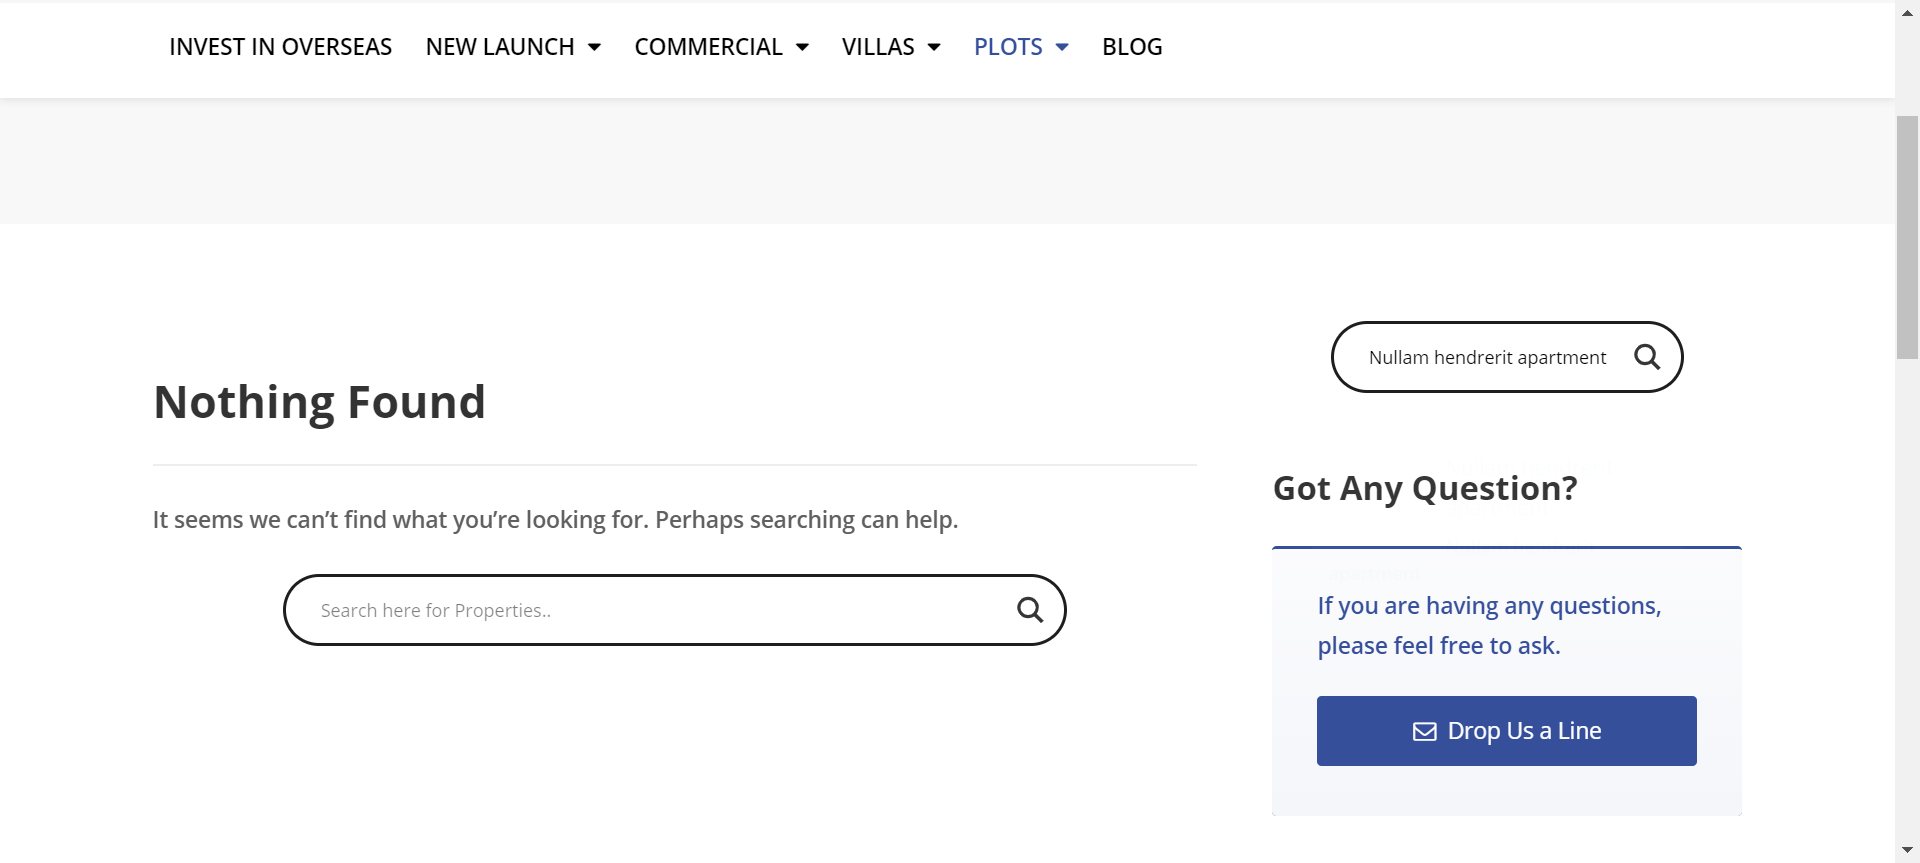 INVEST IN OVERSEAS NEW LAUNCH COMMERCIAL VILLAS PLOTS BLOG
Nullam hendrerit apartment
Nothing Found
It seems we can’t find what you’re looking for. Perhaps searching can help.
Search here for Properties..
Got Any Question?
If you are having any questions,
please feel free to ask.
Drop Us a Line